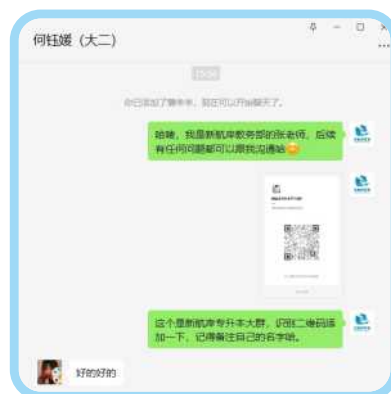 何钰媛（大二）
哈喽，我是新航岸教务部的张老师，后续
有任何问题都可以跟我沟通哈
这个是新航岸专升本大群，识别二维码添
加一下，记得备注自己的名字哈。
好的好的